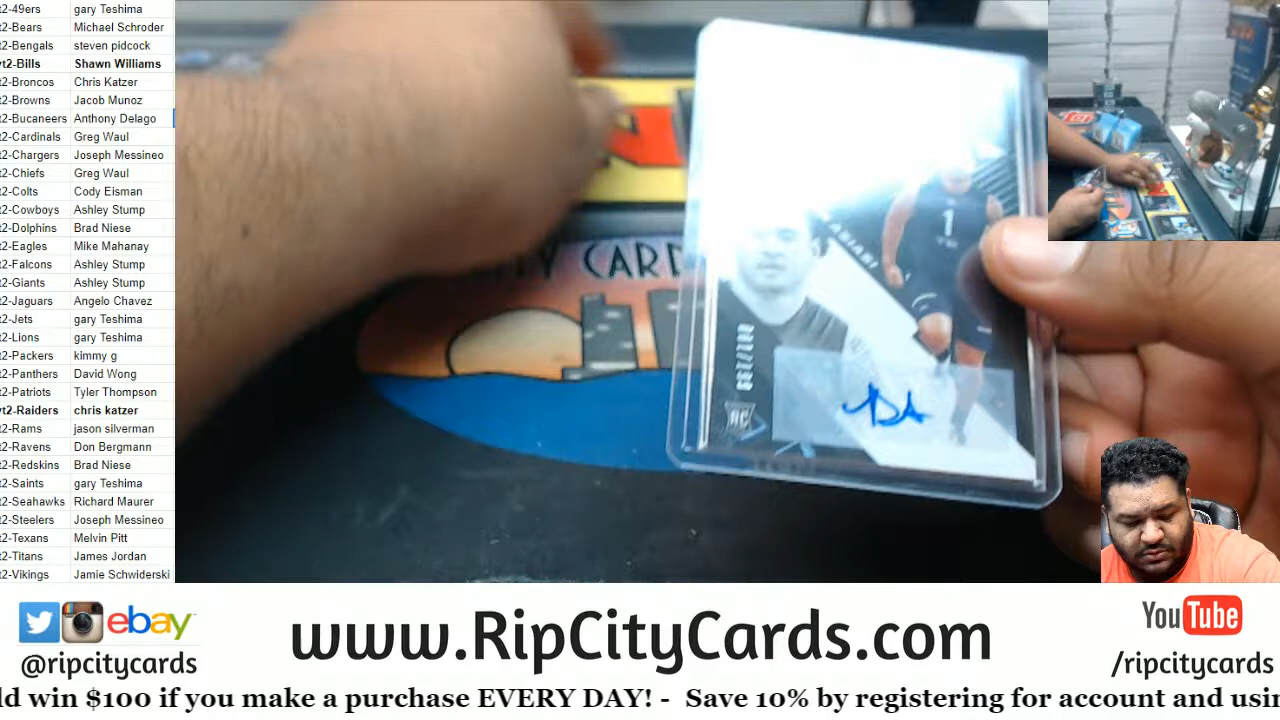 t2-49ers gary Teshima
t2-Bears Michael Schroder
t2-Bengals steven pidcock
t2-Bills Shawn Williams
t2-Broncos Chris Katzer
t2-Browns Jacob Munoz
t2-Bucaneers Anthony Delago
t2-Cardinals Greg Waul
t2-Chargers Joseph Messineo
t2-Chiefs Greg Waul
t2-Colts Cody Eisman
t2-Cowboys Ashley Stump
t2-Dolphins Brad Niese
t2-Eagles Mike Mahanay
t2-Falcons Ashley Stump
t2-Giants Ashley Stump
t2-Jaguars Angelo Chavez
t2-Jets gary Teshima
t2-Lions gary Teshima
t2-Packers kimmy g
t2-Panthers David Wong
t2-Patriots Tyler Thompson
t2-Raiders chris katzer
t2-Rams jason silverman
t2-Ravens Don Bergmann
t2-Redskins Brad Niese
t2-Saints gary Teshima
t2-Seahawks Richard Maurer
t2-Steelers Joseph Messineo
t2-Texans Melvin Pitt
t2-Titans James Jordan
t2-Vikings Jamie Schwiderski
CARD
1
RC
ebay
@ripcitycards
www.RipCityCards.com
YouTube
/ripcitycards
ld win $100 if you make a purchase EVERY DAY! - Save 10% by registering for account and usin